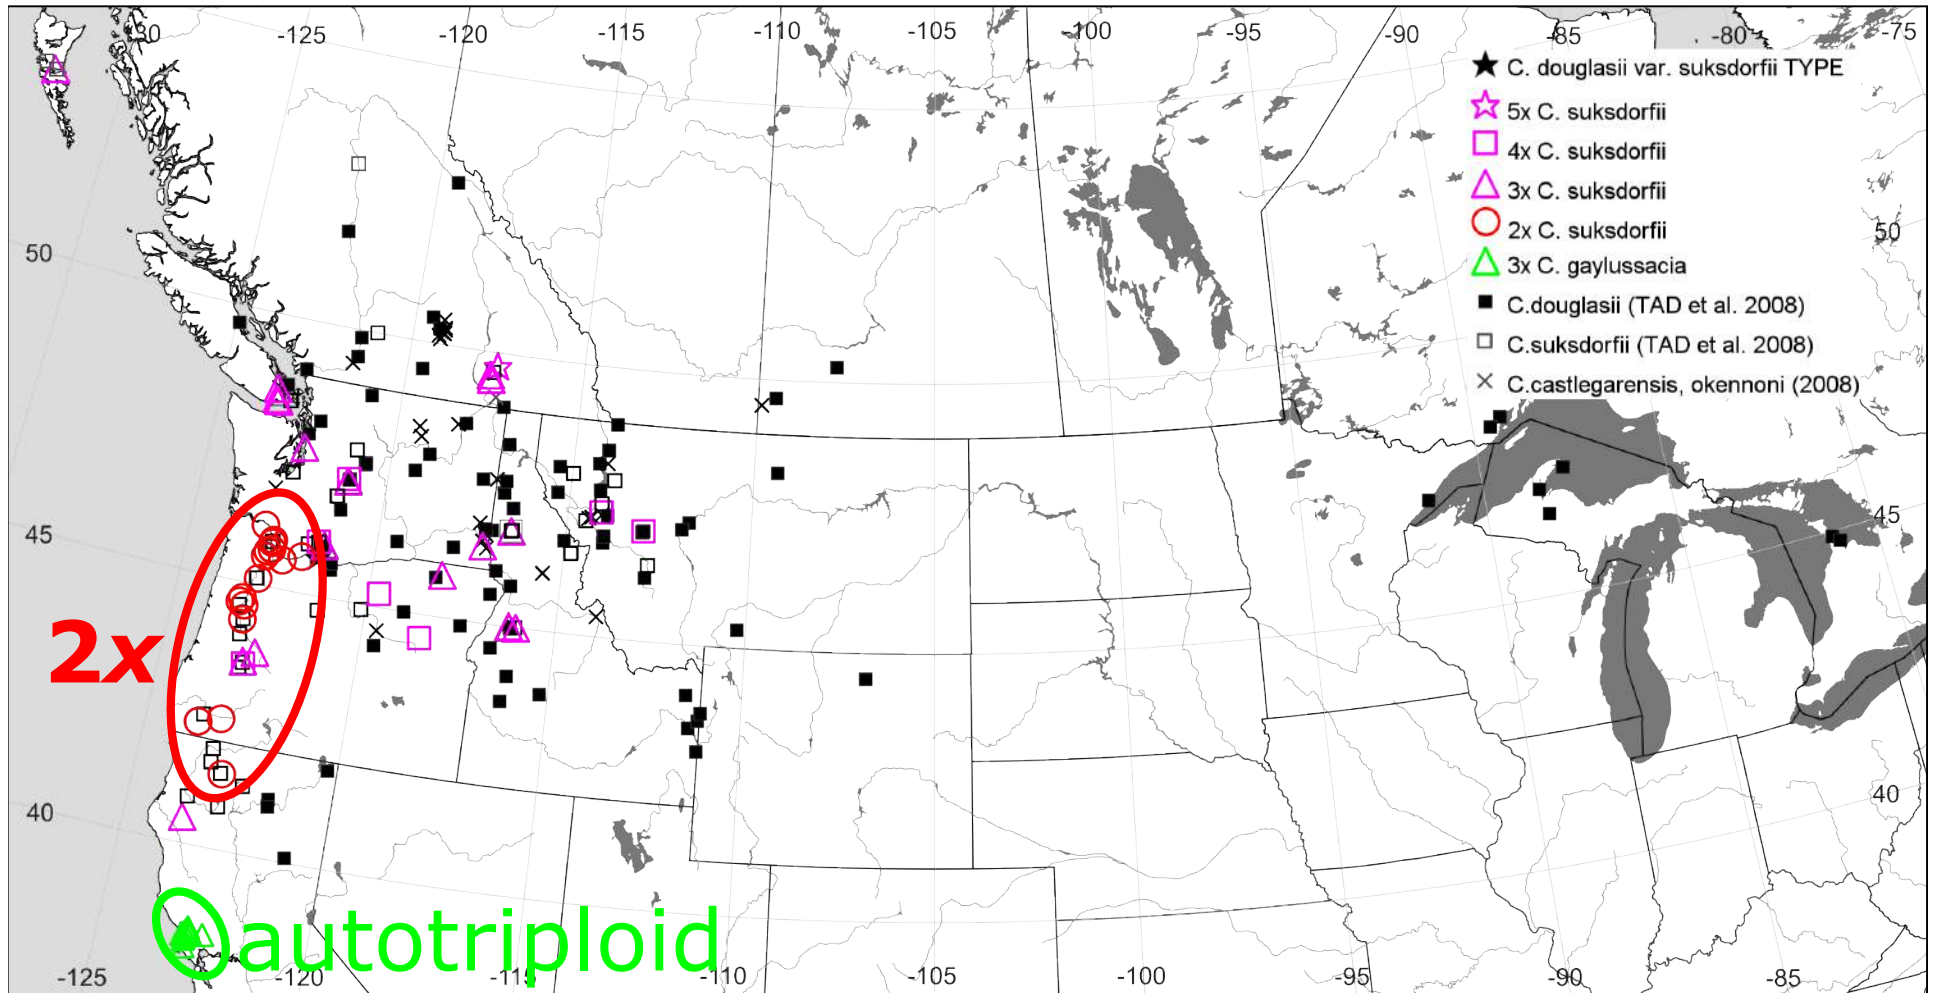 -130 -125 -120 -115 -110 -105 -100 -95 -90 -85 -80 -75
C. douglasii var. suksdorfii TYPE
5x C. suksdorfii
4x C. suksdorfii
3x C. suksdorfii
2x C. suksdorfii
3x C. gaylussacia
C.douglasii (TAD et al. 2008)
C.suksdorfii (TAD et al. 2008)
C.castlegarensis, okennoni (2008)
50 50
45 45
2x
40 40
autotriploid
-125 -120 -115 -110 -105 -100 -95 -90 -85